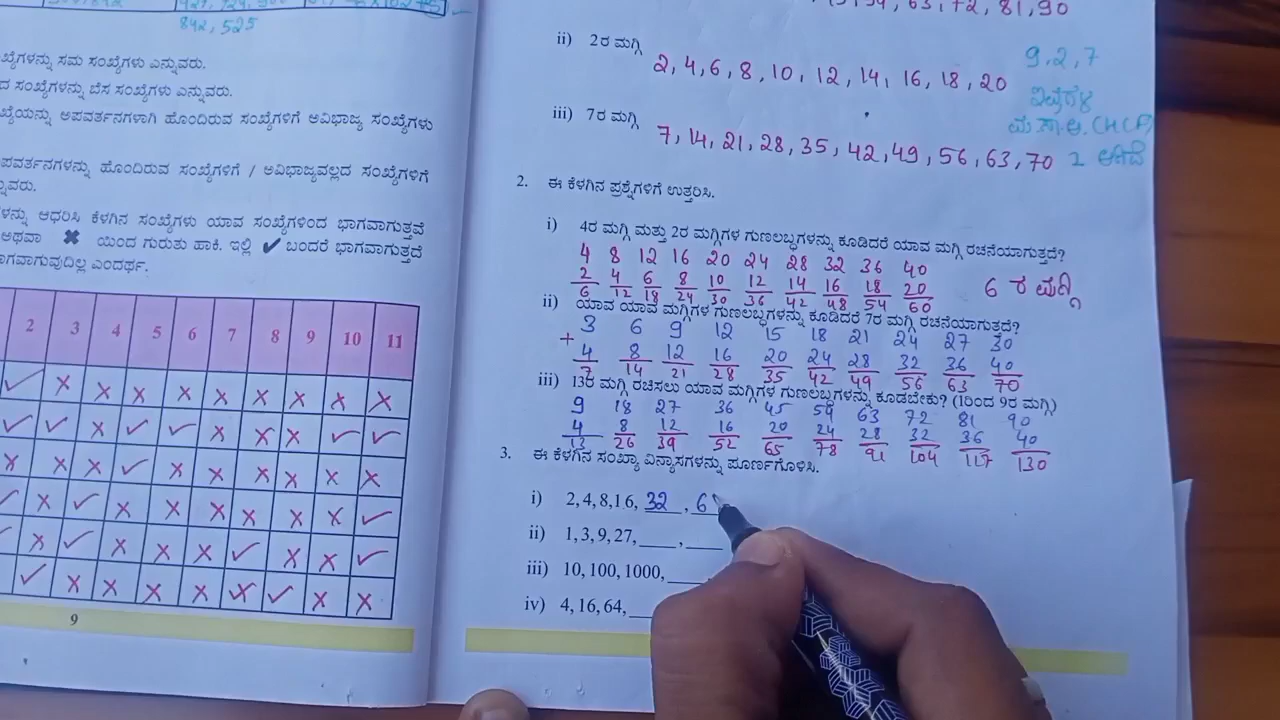 842, 525
ಖ್ಯೆಗಳನ್ನು ಸಮ ಸಂಖ್ಯೆಗಳು ಎನ್ನುವರು.
ದ ಸಂಖ್ಯೆಗಳನ್ನು ಬೆಸ ಸಂಖ್ಯೆಗಳು ಎನ್ನುವರು.
ಖ್ಯೆಯನ್ನು ಅಪವರ್ತನಗಳಾಗಿ ಹೊಂದಿರುವ ಸಂಖ್ಯೆಗಳಿಗೆ ಅವಿಭಾಜ್ಯ ಸಂಖ್ಯೆಗಳು
ಪವರ್ತನಗಳನ್ನು ಹೊಂದಿರುವ ಸಂಖ್ಯೆಗಳಿಗೆ / ಅವಿಭಾಜ್ಯವಲ್ಲದ ಸಂಖ್ಯೆಗಳಿಗೆ
ನ್ನುವರು.
ಳನ್ನು ಆಧರಿಸಿ ಕೆಳಗಿನ ಸಂಖ್ಯೆಗಳು ಯಾವ ಸಂಖ್ಯೆಗಳಿಂದ ಭಾಗವಾಗುತ್ತವೆ
ಅಥವಾ ✖ ಯಿಂದ ಗುರುತು ಹಾಕಿ. ಇಲ್ಲಿ ✔ ಬಂದರೆ ಭಾಗವಾಗುತ್ತದೆ
ಾಗವಾಗುವುದಿಲ್ಲ ಎಂದರ್ಥ.
2 3 4 5 6 7 8 9 10 11
✓ ✗ ✗ ✗ ✗ ✗ ✗ ✗ ✗ ✗
✓ ✓ ✗ ✓ ✓ ✗ ✗ ✗ ✓ ✓
✗ ✗ ✗ ✓ ✗ ✗ ✗ ✗ ✗ ✗
✓ ✗ ✓ ✗ ✗ ✗ ✗ ✗ ✗ ✓
✓ ✗ ✓ ✗ ✗ ✗ ✓ ✗ ✗ ✓
✓ ✗ ✗ ✗ ✗ ✗ ✓ ✗ ✗
9
63, 72, 81, 90
ii) 2ರ ಮಗ್ಗಿ
2, 4, 6, 8, 10, 12, 14, 16, 18, 20
9, 2, 7
iii) 7ರ ಮಗ್ಗಿ
7, 14, 21, 28, 35, 42, 49, 56, 63, 70
ಮ.ಸಾ.ಅ. (HCF)
2. ಈ ಕೆಳಗಿನ ಪ್ರಶ್ನೆಗಳಿಗೆ ಉತ್ತರಿಸಿ.
i) 4ರ ಮಗ್ಗಿ ಮತ್ತು 2ರ ಮಗ್ಗಿಗಳ ಗುಣಲಬ್ಧಗಳನ್ನು ಕೂಡಿದರೆ ಯಾವ ಮಗ್ಗಿ ರಚನೆಯಾಗುತ್ತದೆ?
4 8 12 16 20 24 28 32 36 40
2 4 6 8 10 12 14 16 18 20
6 12 18 24 30 36 42 48 54 60
6 ರ ಮಗ್ಗಿ
ii) ಯಾವ ಯಾವ ಮಗ್ಗಿಗಳ ಗುಣಲಬ್ಧಗಳನ್ನು ಕೂಡಿದರೆ 7ರ ಮಗ್ಗಿ ರಚನೆಯಾಗುತ್ತದೆ?
3 6 9 12 15 18 21 24 27 30
+ 4 8 12 16 20 24 28 32 36 40
7 14 21 28 35 42 49 56 63 70
iii) 13ರ ಮಗ್ಗಿ ರಚಿಸಲು ಯಾವ ಮಗ್ಗಿಗಳ ಗುಣಲಬ್ಧಗಳನ್ನು ಕೂಡಬೇಕು? (1ರಿಂದ 9ರ ಮಗ್ಗಿ)
9 18 27 36 45 54 63 72 81 90
4 8 12 16 20 24 28 32 36 40
13 26 39 52 65 78 91 104 117 130
3. ಈ ಕೆಳಗಿನ ಸಂಖ್ಯಾ ವಿನ್ಯಾಸಗಳನ್ನು ಪೂರ್ಣಗೊಳಿಸಿ.
i) 2, 4, 8, 16, 32, 6
ii) 1, 3, 9, 27, ____, ____
iii) 10, 100, 1000, ____
iv) 4, 16, 64, __